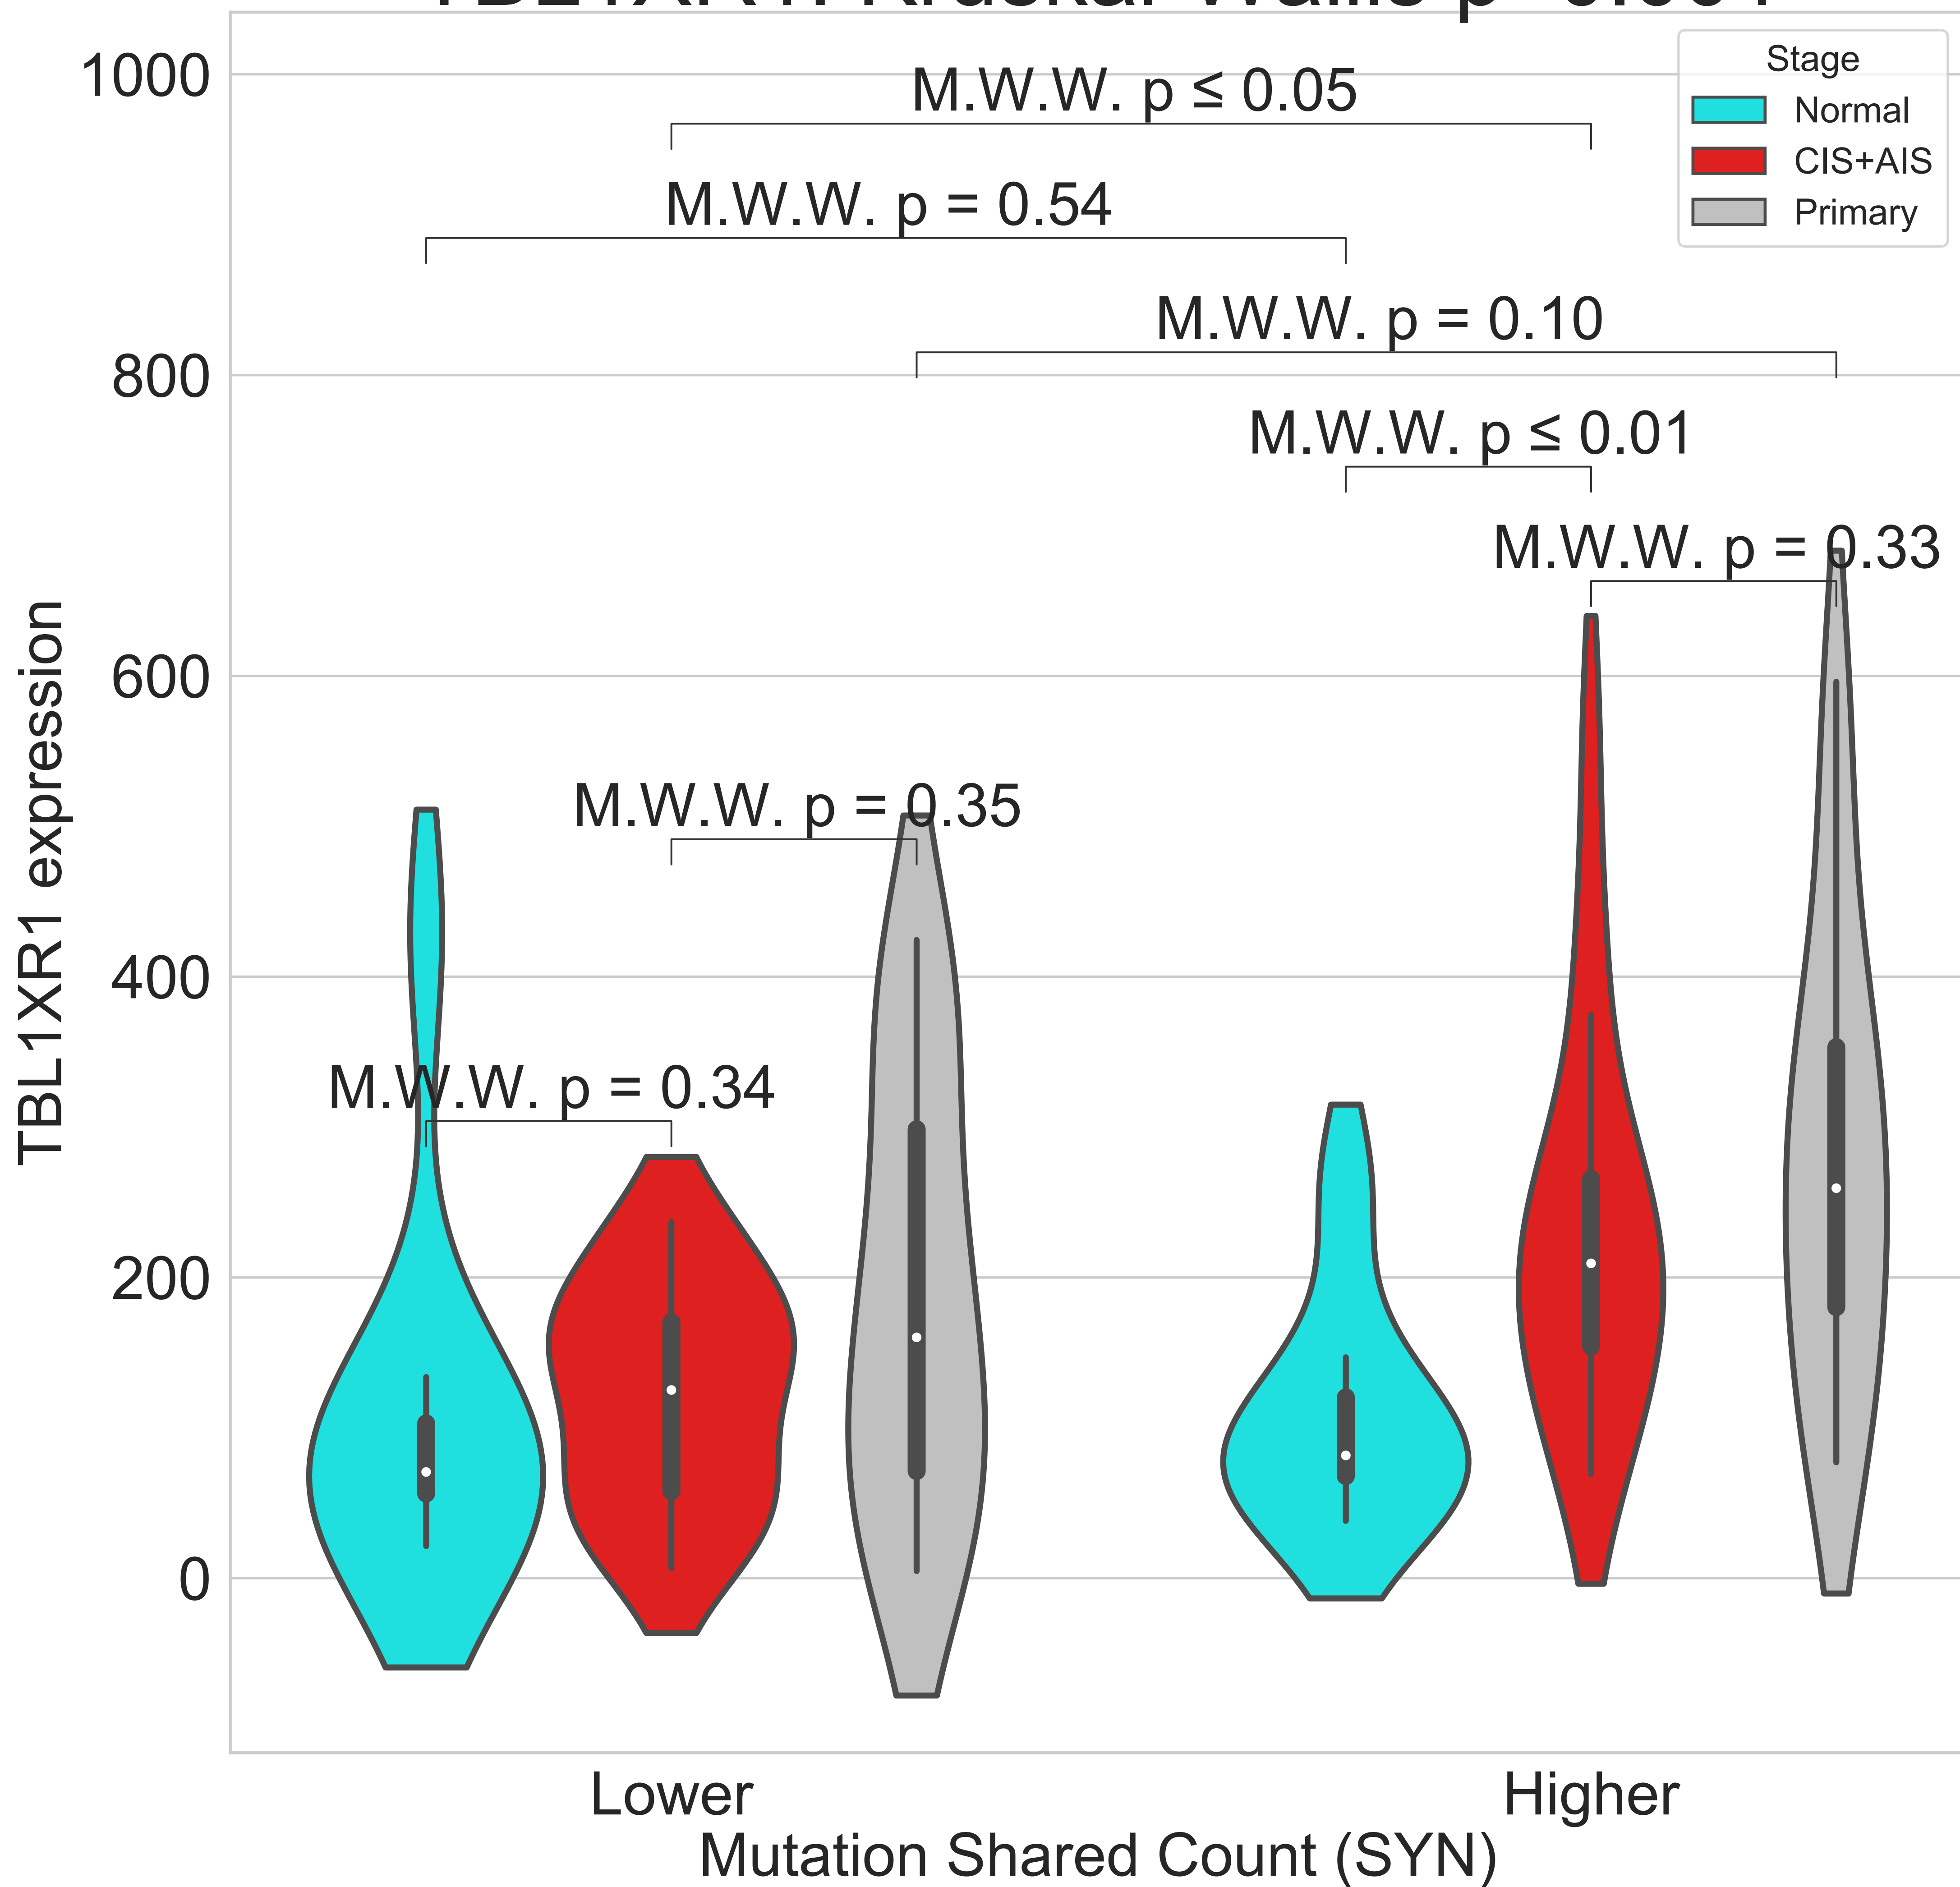 1000
M.W.W. p ≤ 0.05
Stage
Normal
CIS+AIS
Primary
M.W.W. p = 0.54
M.W.W. p = 0.10
800
M.W.W. p ≤ 0.01
M.W.W. p = 0.33
600
TBL1XR1 expression
M.W.W. p = 0.35
400
M.W.W. p = 0.34
200
0
Lower
Higher
Mutation Shared Count (SYN)